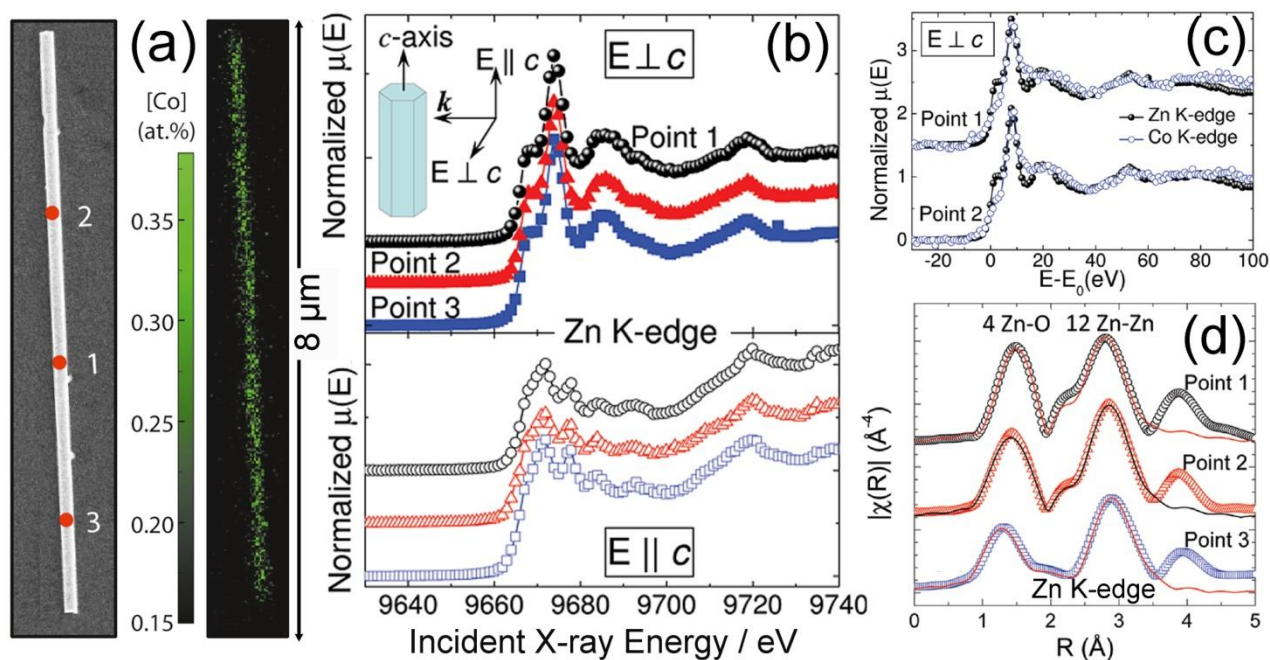 (a)
[Co]
(at.%)
0.35
0.30
0.25
0.20
0.15
2
1
3
8 μm
(b)
c-axis
E || c
k
E ⊥ c
E⊥c
Point 1
Point 2
Point 3
Normalized μ(E)
Zn K-edge
Normalized μ(E)
E || c
9640 9660 9680 9700 9720 9740
Incident X-ray Energy / eV
(c)
E ⊥ c
Point 1
Point 2
Zn K-edge
Co K-edge
Normalized μ(E)
3
2
1
0
-20 0 20 40 60 80 100
E-E0(eV)
(d)
4 Zn-O 12 Zn-Zn
Point 1
Point 2
Point 3
Zn K-edge
|χ(R)| (Å-4)
0 1 2 3 4 5
R (Å)